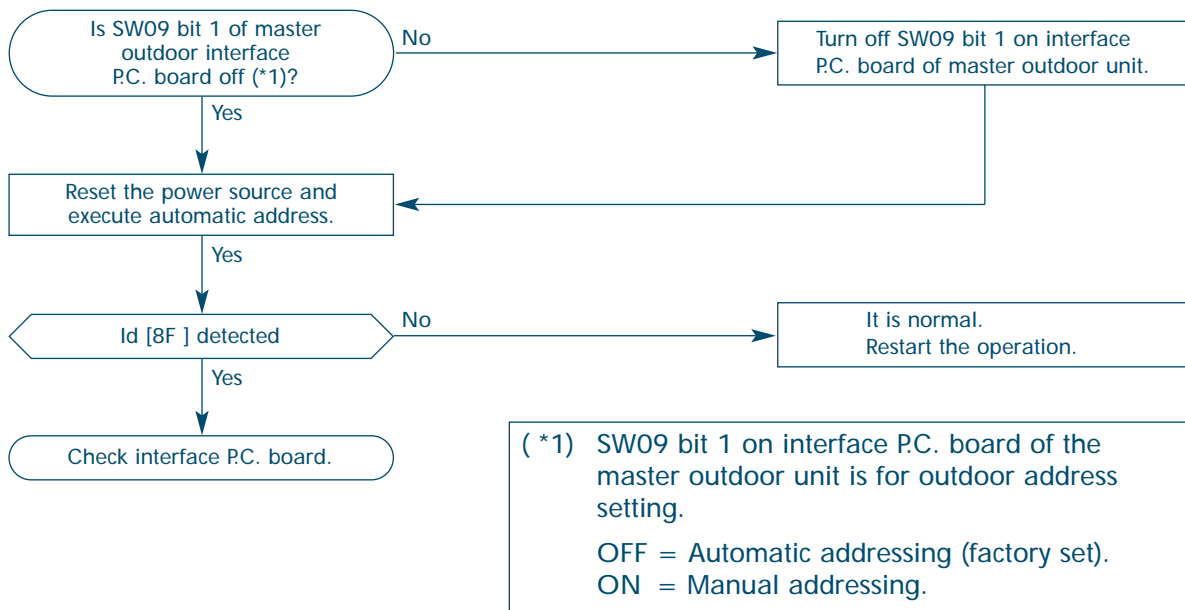 Is SW09 bit 1 of master
outdoor interface
P.C. board off (*1)?
No
Turn off SW09 bit 1 on interface
P.C. board of master outdoor unit.
Yes
Reset the power source and
execute automatic address.
Yes
Id [8F ] detected
No
It is normal.
Restart the operation.
Yes
Check interface P.C. board.
( *1) SW09 bit 1 on interface P.C. board of the
master outdoor unit is for outdoor address
setting.
OFF = Automatic addressing (factory set).
ON = Manual addressing.